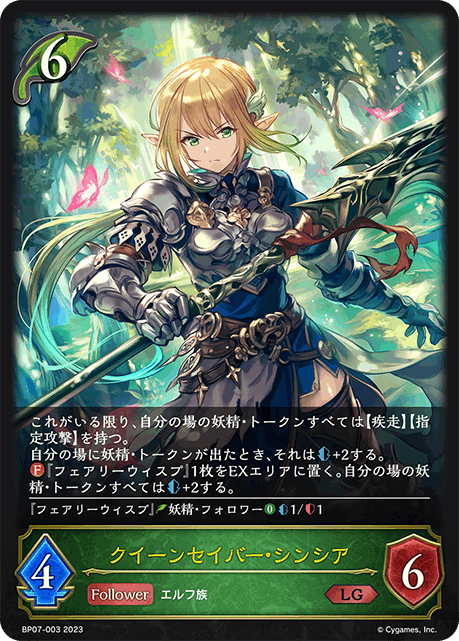 6
これがいる限り、自分の場の妖精・トークンすべては【疾走】【指
定攻撃】を持つ。
自分の場に妖精・トークンが出たとき、それは+2する。
F『フェアリーウィスプ』1枚をEXエリアに置く。自分の場の妖
精・トークンすべては+2する。
『フェアリーウィスプ』妖精・フォロワー0 1/1
クイーンセイバー・シンシア
4
Follower エルフ族
LG
6
BP07-003 2023
© Cygames, Inc.